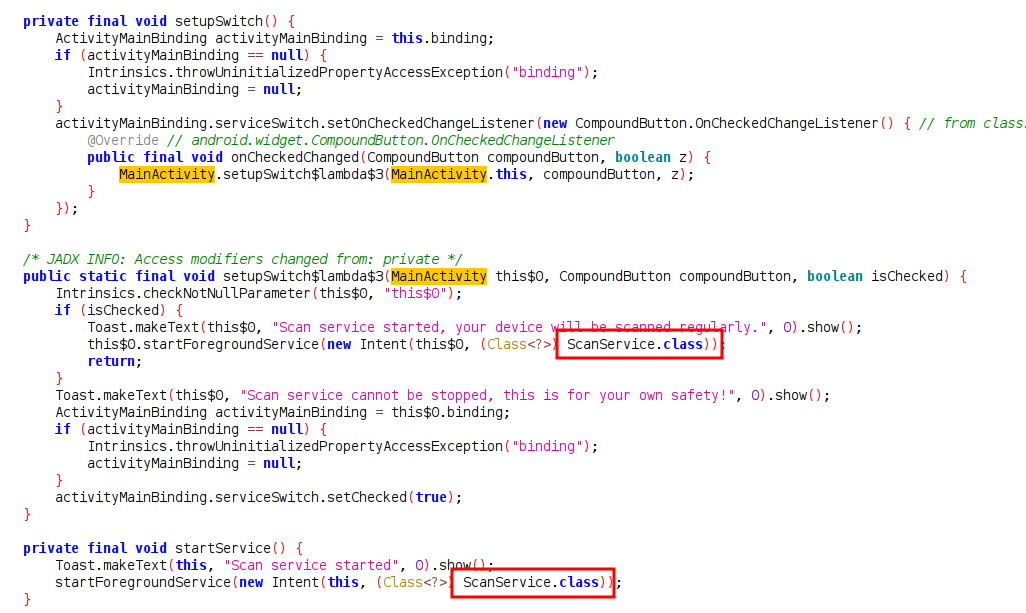 private final void setupSwitch() {
ActivityMainBinding activityMainBinding = this.binding;
if (activityMainBinding == null) {
Intrinsics.throwUninitializedPropertyAccessException("binding");
activityMainBinding = null;
}
activityMainBinding.serviceSwitch.setOnCheckedChangeListener(new CompoundButton.OnCheckedChangeListener() { // from class:
@Override // android.widget.CompoundButton.OnCheckedChangeListener
public final void onCheckedChanged(CompoundButton compoundButton, boolean z) {
MainActivity.setupSwitch$lambda$3(MainActivity.this, compoundButton, z);
}
});
}
/* JADX INFO: Access modifiers changed from: private */
public static final void setupSwitch$lambda$3(MainActivity this$0, CompoundButton compoundButton, boolean isChecked) {
Intrinsics.checkNotNullParameter(this$0, "this$0");
if (isChecked) {
Toast.makeText(this$0, "Scan service started, your device will be scanned regularly.", 0).show();
this$0.startForegroundService(new Intent(this$0, (Class<?>) ScanService.class));
return;
}
Toast.makeText(this$0, "Scan service cannot be stopped, this is for your own safety!", 0).show();
ActivityMainBinding activityMainBinding = this$0.binding;
if (activityMainBinding == null) {
Intrinsics.throwUninitializedPropertyAccessException("binding");
activityMainBinding = null;
}
activityMainBinding.serviceSwitch.setChecked(true);
}
private final void startService() {
Toast.makeText(this, "Scan service started", 0).show();
startForegroundService(new Intent(this, (Class<?>) ScanService.class));
}